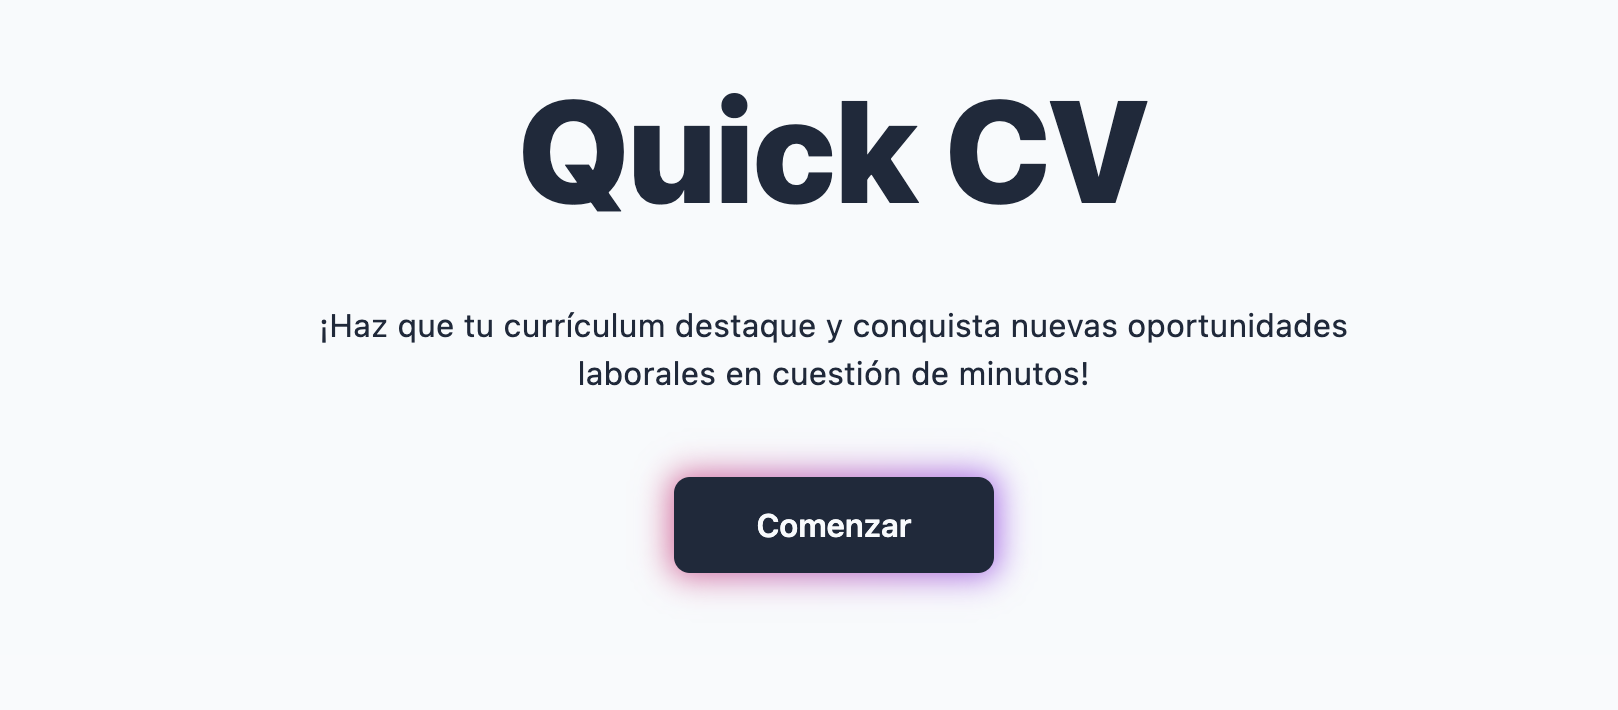 Quick CV
¡Haz que tu currículum destaque y conquista nuevas oportunidades
laborales en cuestión de minutos!
Comenzar